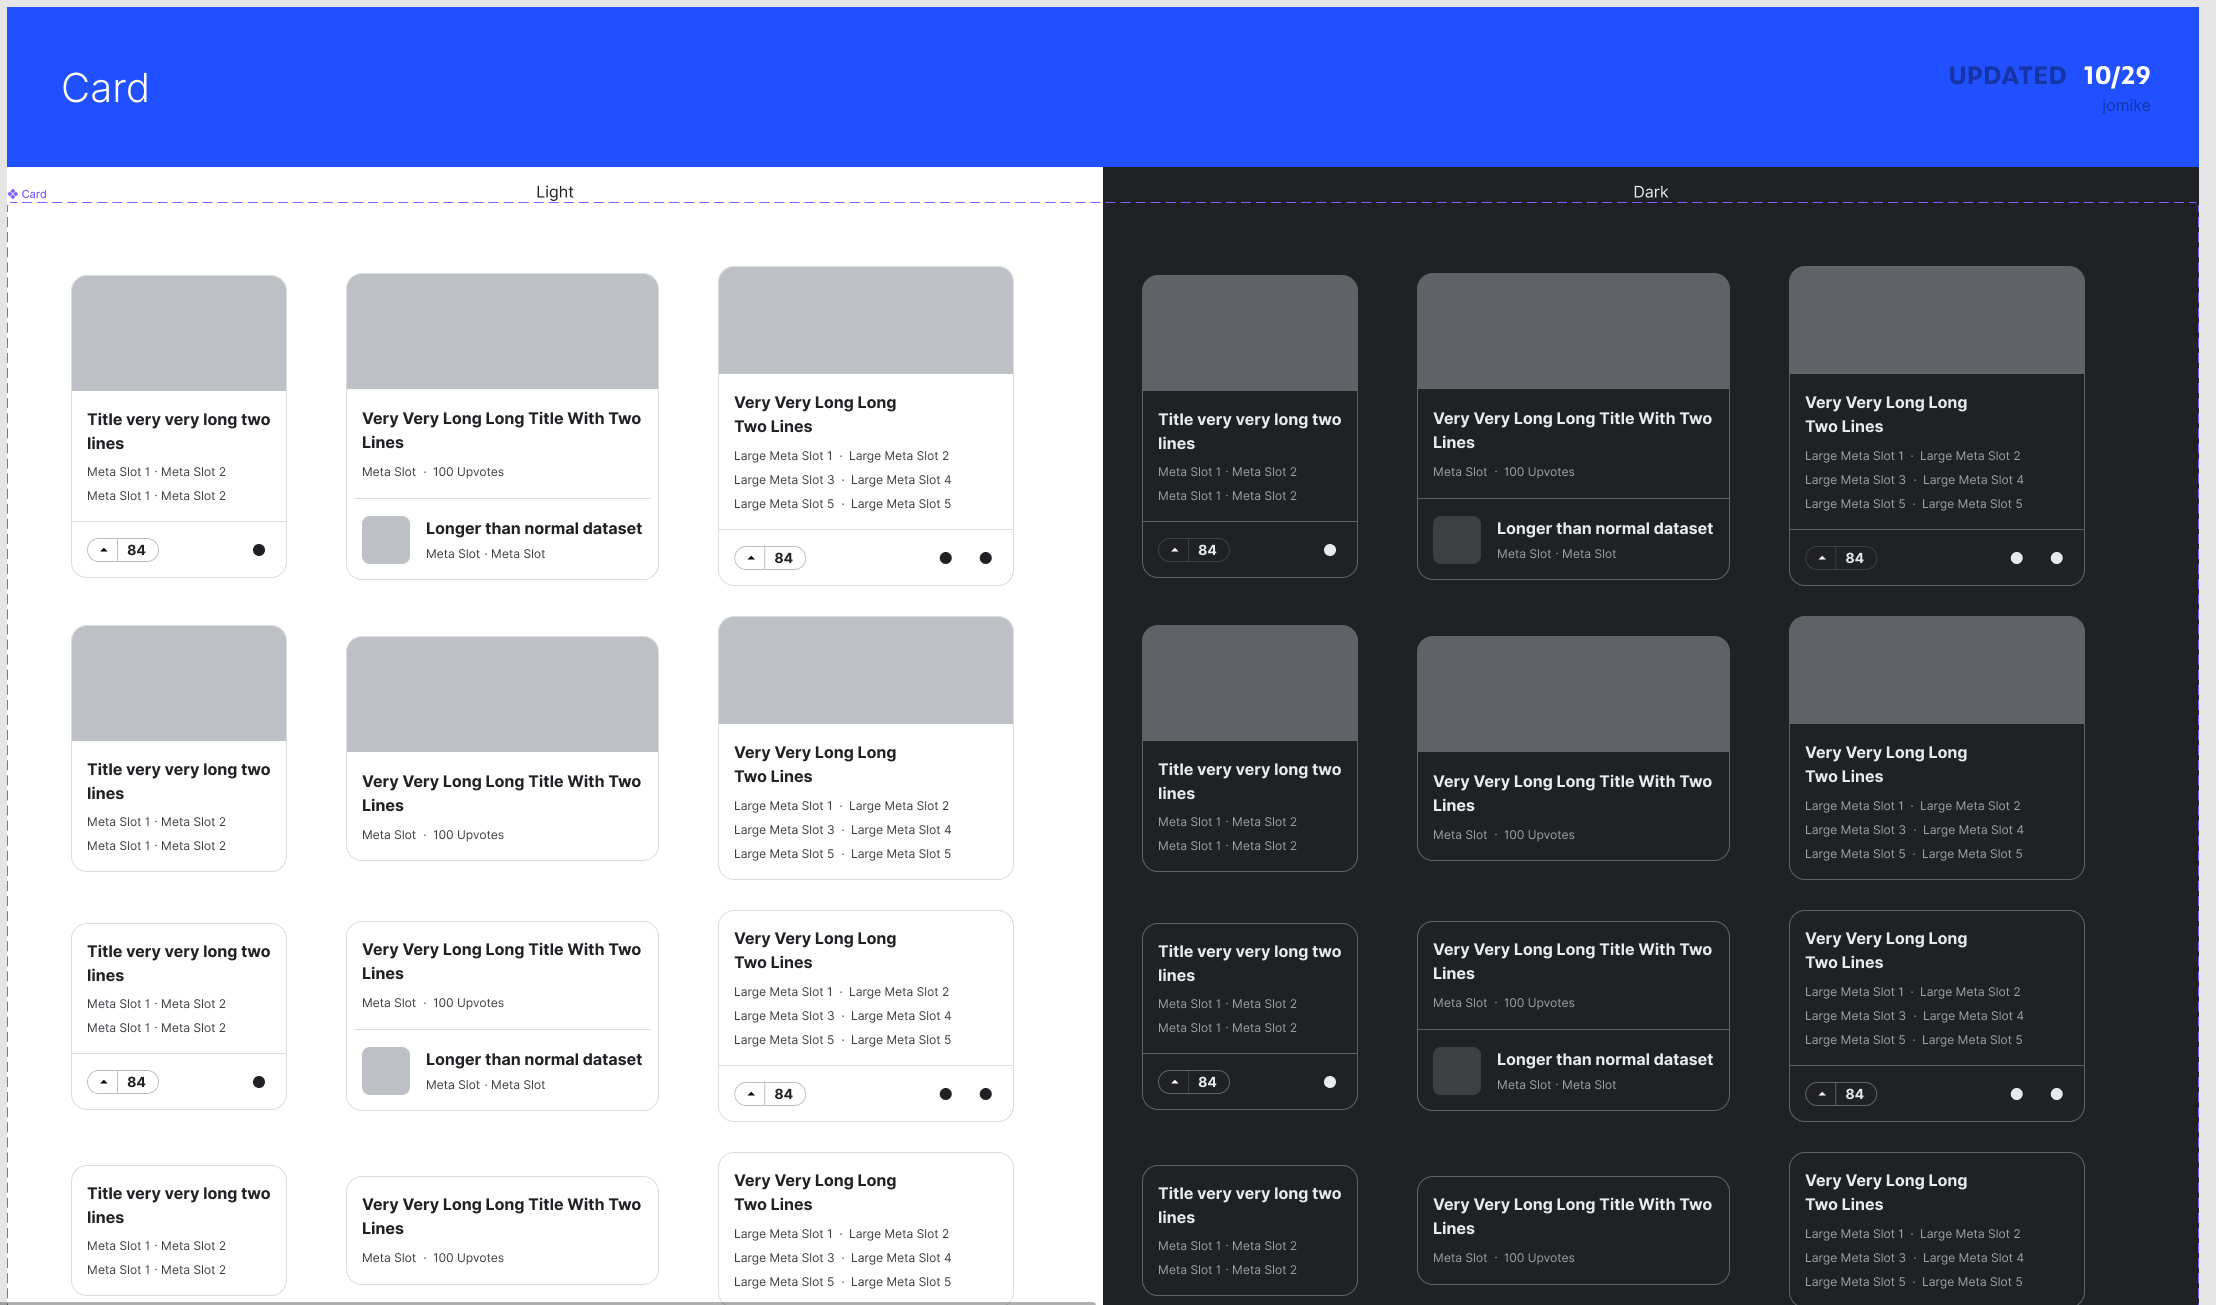 Card
UPDATED 10/29
jomike
Card
Light
Dark
Title very very long two
lines
Meta Slot 1 · Meta Slot 2
Meta Slot 1 · Meta Slot 2
84
Very Very Long Long Title With Two
Lines
Meta Slot · 100 Upvotes
Longer than normal dataset
Meta Slot · Meta Slot
Very Very Long Long
Two Lines
Large Meta Slot 1 · Large Meta Slot 2
Large Meta Slot 3 · Large Meta Slot 4
Large Meta Slot 5 · Large Meta Slot 5
84
Title very very long two
lines
Meta Slot 1 · Meta Slot 2
Meta Slot 1 · Meta Slot 2
84
Very Very Long Long Title With Two
Lines
Meta Slot · 100 Upvotes
Longer than normal dataset
Meta Slot · Meta Slot
Very Very Long Long
Two Lines
Large Meta Slot 1 · Large Meta Slot 2
Large Meta Slot 3 · Large Meta Slot 4
Large Meta Slot 5 · Large Meta Slot 5
84
Title very very long two
lines
Meta Slot 1 · Meta Slot 2
Meta Slot 1 · Meta Slot 2
Very Very Long Long Title With Two
Lines
Meta Slot · 100 Upvotes
Very Very Long Long
Two Lines
Large Meta Slot 1 · Large Meta Slot 2
Large Meta Slot 3 · Large Meta Slot 4
Large Meta Slot 5 · Large Meta Slot 5
Title very very long two
lines
Meta Slot 1 · Meta Slot 2
Meta Slot 1 · Meta Slot 2
Very Very Long Long Title With Two
Lines
Meta Slot · 100 Upvotes
Very Very Long Long
Two Lines
Large Meta Slot 1 · Large Meta Slot 2
Large Meta Slot 3 · Large Meta Slot 4
Large Meta Slot 5 · Large Meta Slot 5
Title very very long two
lines
Meta Slot 1 · Meta Slot 2
Meta Slot 1 · Meta Slot 2
84
Very Very Long Long Title With Two
Lines
Meta Slot · 100 Upvotes
Longer than normal dataset
Meta Slot · Meta Slot
Very Very Long Long
Two Lines
Large Meta Slot 1 · Large Meta Slot 2
Large Meta Slot 3 · Large Meta Slot 4
Large Meta Slot 5 · Large Meta Slot 5
84
Title very very long two
lines
Meta Slot 1 · Meta Slot 2
Meta Slot 1 · Meta Slot 2
84
Very Very Long Long Title With Two
Lines
Meta Slot · 100 Upvotes
Longer than normal dataset
Meta Slot · Meta Slot
Very Very Long Long
Two Lines
Large Meta Slot 1 · Large Meta Slot 2
Large Meta Slot 3 · Large Meta Slot 4
Large Meta Slot 5 · Large Meta Slot 5
84
Title very very long two
lines
Meta Slot 1 · Meta Slot 2
Meta Slot 1 · Meta Slot 2
Very Very Long Long Title With Two
Lines
Meta Slot · 100 Upvotes
Very Very Long Long
Two Lines
Large Meta Slot 1 · Large Meta Slot 2
Large Meta Slot 3 · Large Meta Slot 4
Large Meta Slot 5 · Large Meta Slot 5
Title very very long two
lines
Meta Slot 1 · Meta Slot 2
Meta Slot 1 · Meta Slot 2
Very Very Long Long Title With Two
Lines
Meta Slot · 100 Upvotes
Very Very Long Long
Two Lines
Large Meta Slot 1 · Large Meta Slot 2
Large Meta Slot 3 · Large Meta Slot 4
Large Meta Slot 5 · Large Meta Slot 5